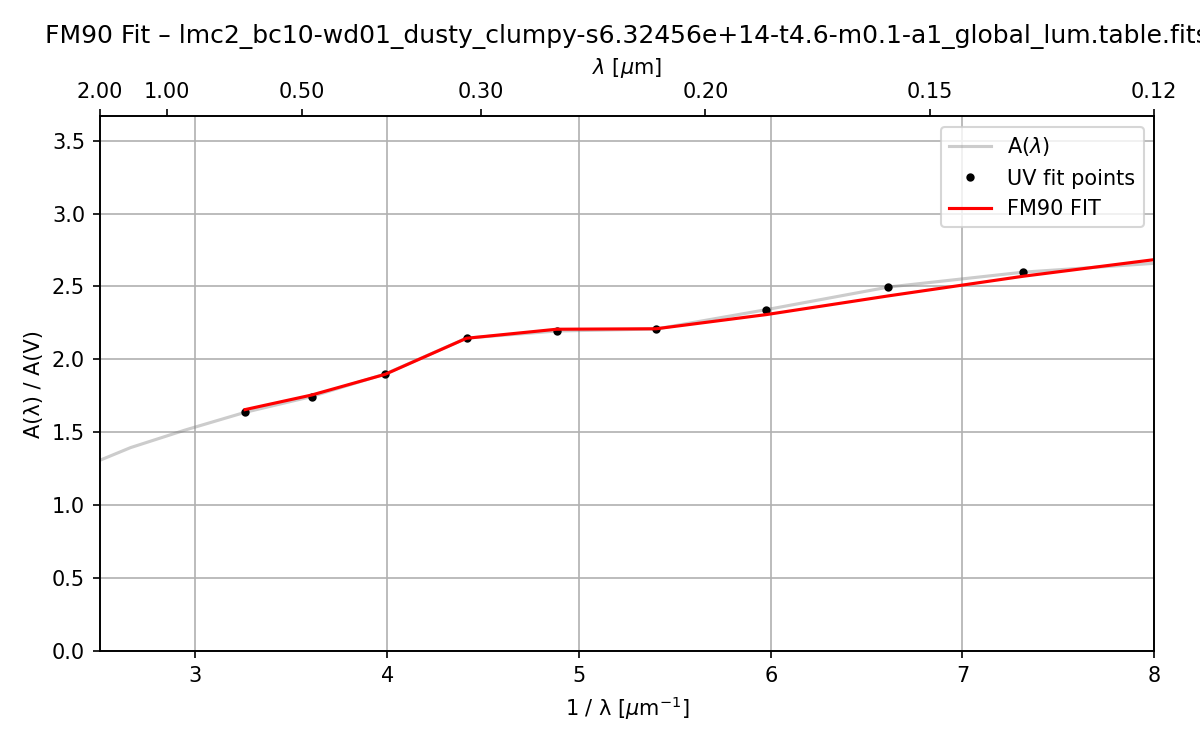 FM90 Fit – lmc2_bc10-wd01_dusty_clumpy-s6.32456e+14-t4.6-m0.1-a1_global_lum.table.fits
λ [μm]
2.00 1.00 0.50 0.30 0.20 0.15 0.12
A(λ)
UV fit points
FM90 FIT
A(λ) / A(V)
3.5
3.0
2.5
2.0
1.5
1.0
0.5
0.0
3 4 5 6 7 8
1 / λ [μm⁻¹]